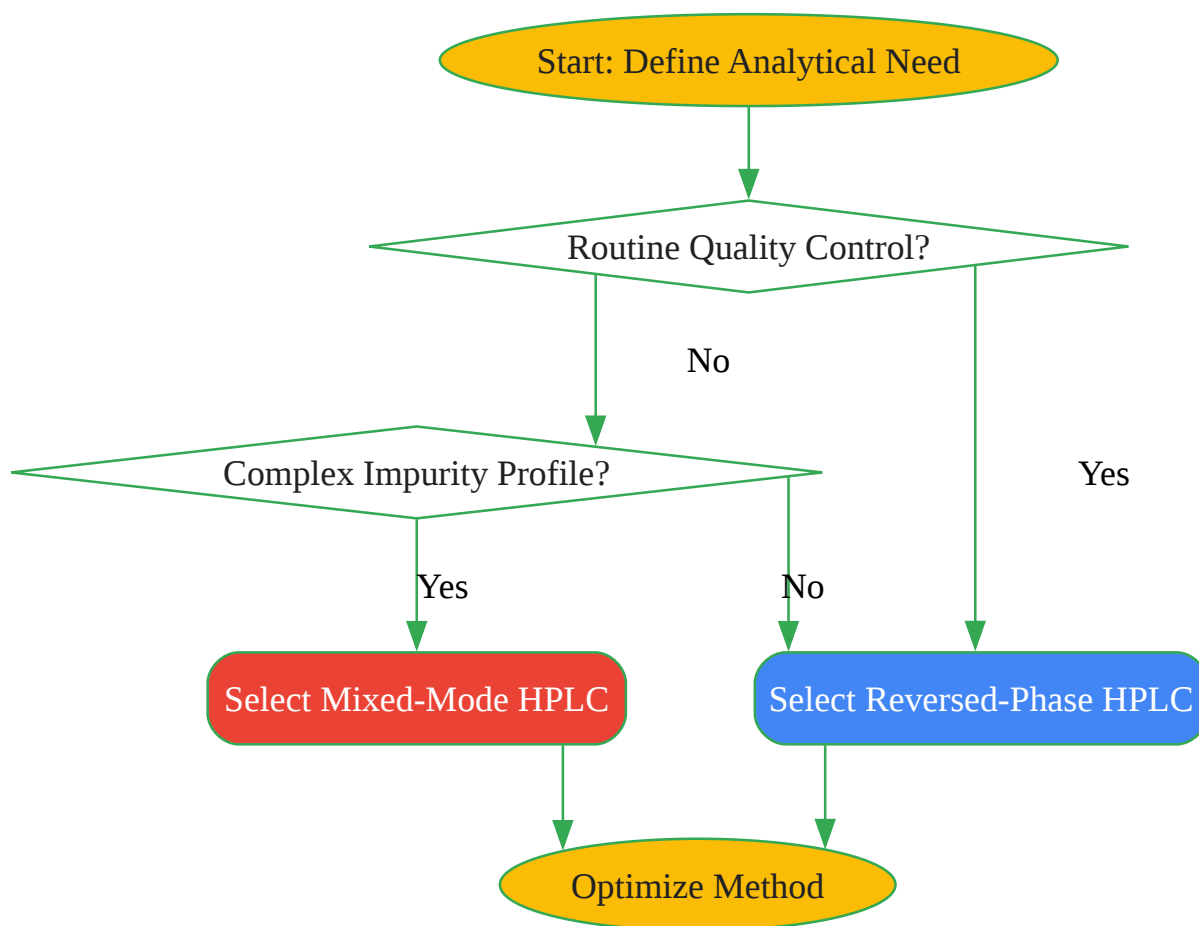 Start: Define Analytical Need
Routine Quality Control?
No
Complex Impurity Profile?
Yes
Yes
No
Select Mixed-Mode HPLC
Select Reversed-Phase HPLC
Optimize Method